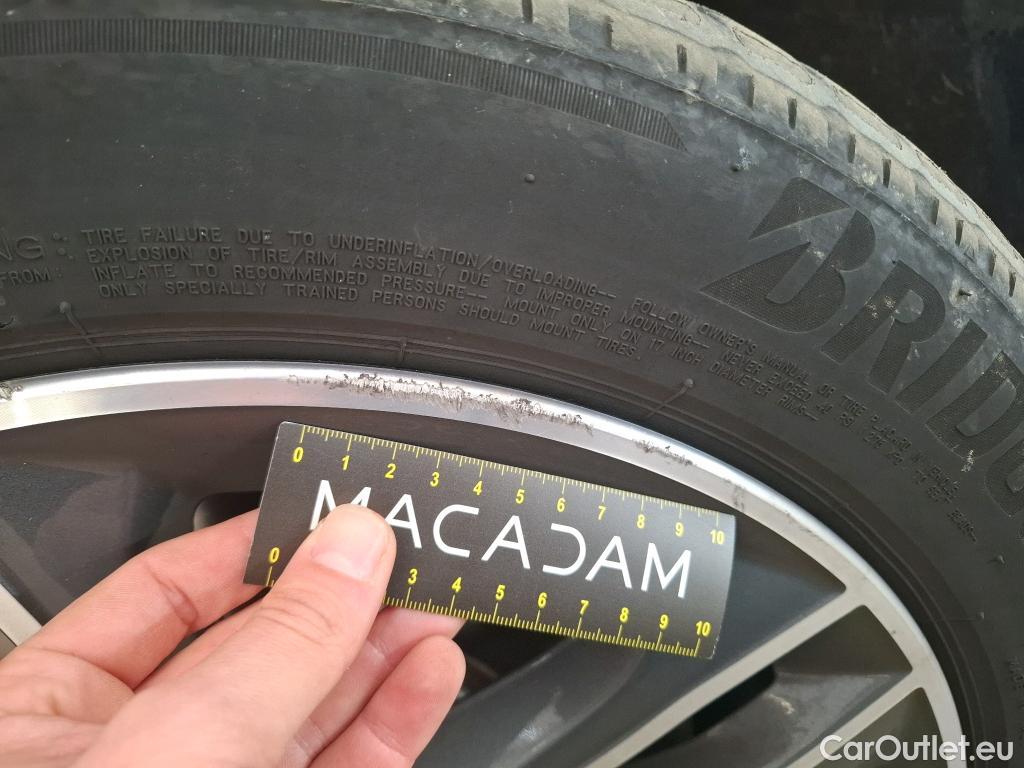 NG:
FROM:
TIRE FAILURE DUE TO UNDERINFLATION/OVERLOADING-- FOLLOW OWNER'S MANUAL OR TIRE PLACARD IN VEHICLE
EXPLOSION OF TIRE/RIM ASSEMBLY DUE TO IMPROPER MOUNTING-- NEVER EXCEED 40 PSI
INFLATE TO RECOMMENDED PRESSURE-- MOUNT ONLY ON 17 INCH DIAMETER RIMS--
ONLY SPECIALLY TRAINED PERSONS SHOULD MOUNT TIRES.
BRIDG
0 1 2 3 4 5 6 7 8 9 10
MACADAM
0 3 4 5 6 7 8 9 10
CarOutlet.eu